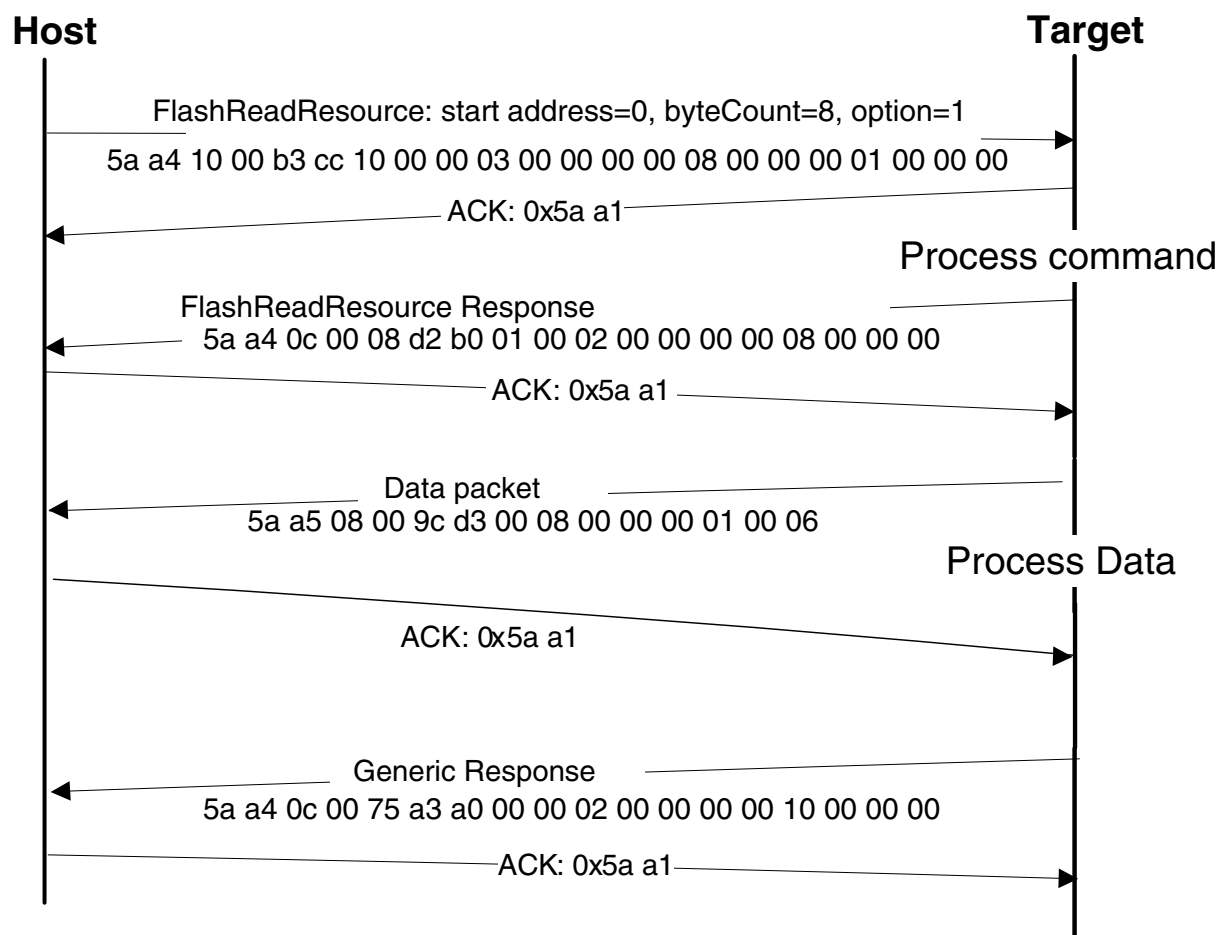 Host
Target
FlashReadResource: start address=0, byteCount=8, option=1
5a a4 10 00 b3 cc 10 00 00 03 00 00 00 00 08 00 00 00 01 00 00 00
ACK: 0x5a a1
Process command
FlashReadResource Response
5a a4 0c 00 08 d2 b0 01 00 02 00 00 00 00 08 00 00 00
ACK: 0x5a a1
Data packet
5a a5 08 00 9c d3 00 08 00 00 00 01 00 06
Process Data
ACK: 0x5a a1
Generic Response
5a a4 0c 00 75 a3 a0 00 00 02 00 00 00 00 10 00 00 00
ACK: 0x5a a1